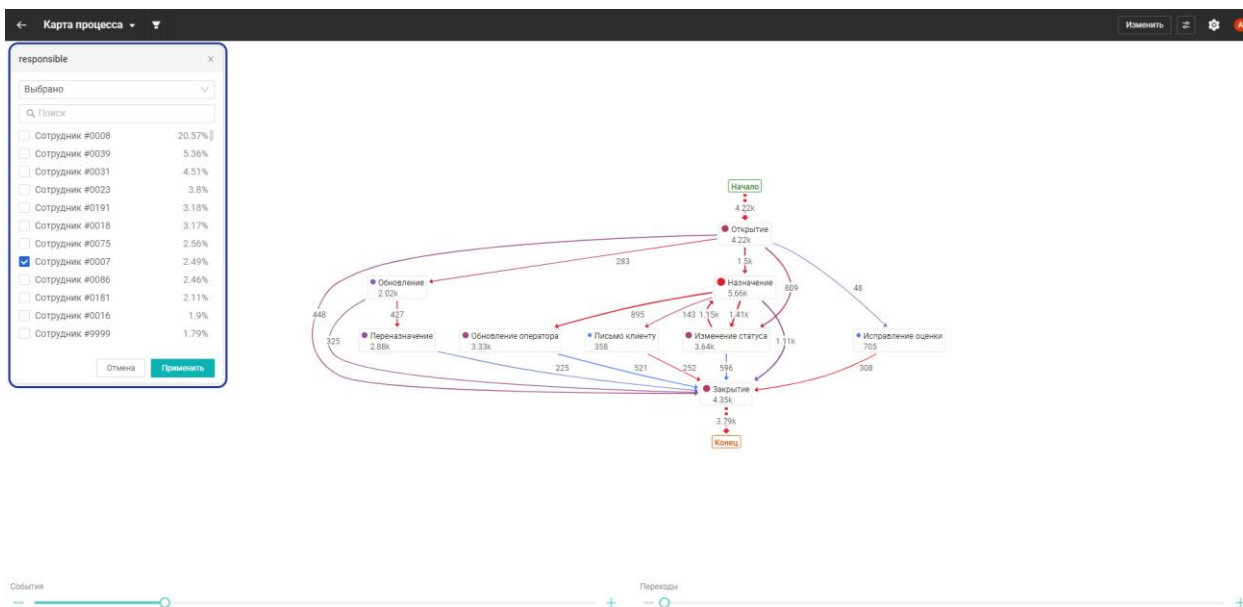 ← Карта процесса
Изменить
А
responsible ×
Выбрано
Поиск
Сотрудник #0008 20.57%
Сотрудник #0039 5.36%
Сотрудник #0031 4.51%
Сотрудник #0023 3.8%
Сотрудник #0191 3.18%
Сотрудник #0018 3.17%
Сотрудник #0075 2.56%
Сотрудник #0007 2.49%
Сотрудник #0086 2.46%
Сотрудник #0181 2.11%
Сотрудник #0016 1.9%
Сотрудник #9999 1.79%
Отмена Применить
Начало
4.22k
Открытие
4.22k
283 1.5k
Обновление
2.02k
Назначение
5.66k
809 48
448 427 895 143 1.15k 1.41k
325
Переназначение
2.88k
Обновление оператора
3.33k
Письмо клиенту
358
Изменение статуса
3.64k
1.11k
Исправление оценки
705
225 521 252 596 308
Закрытие
4.35k
3.79k
Конец
События
− +
Переходы
− +